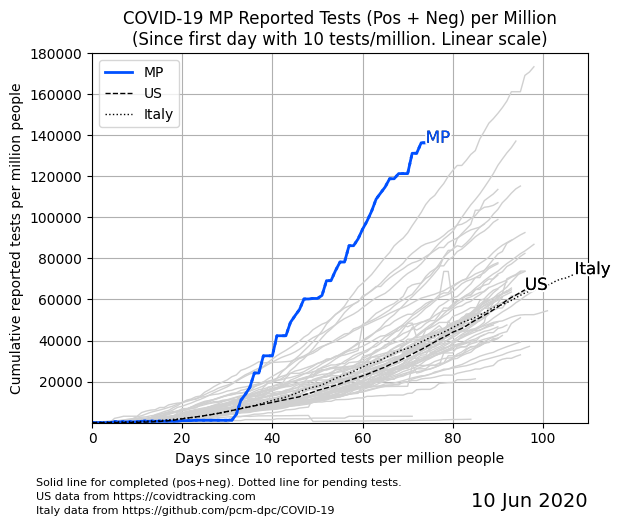 COVID-19 MP Reported Tests (Pos + Neg) per Million
(Since first day with 10 tests/million. Linear scale)
Cumulative reported tests per million people
180000
160000
140000
120000
100000
80000
60000
40000
20000
MP
US
Italy
MP
US
Italy
0 20 40 60 80 100
Days since 10 reported tests per million people
Solid line for completed (pos+neg). Dotted line for pending tests.
US data from https://covidtracking.com
Italy data from https://github.com/pcm-dpc/COVID-19
10 Jun 2020